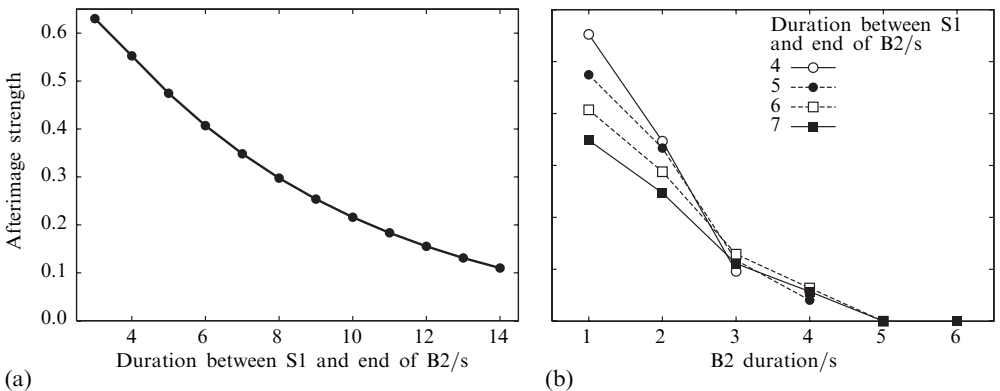 0.6
0.5
0.4
0.3
0.2
0.1
0.0
Afterimage strength
4 6 8 10 12 14
Duration between S1 and end of B2/s
(a)
Duration between S1
and end of B2/s
4
5
6
7
1 2 3 4 5 6
B2 duration/s
(b)